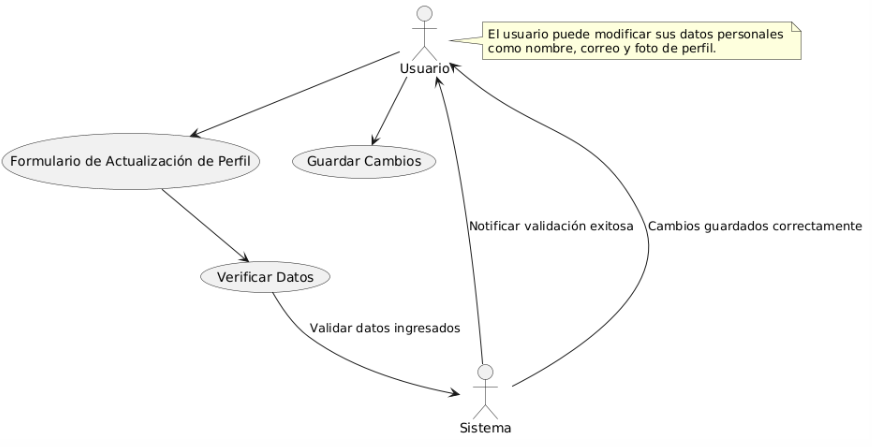 El usuario puede modificar sus datos personales
como nombre, correo y foto de perfil.
Usuario
Formulario de Actualización de Perfil
Guardar Cambios
Notificar validación exitosa
Cambios guardados correctamente
Verificar Datos
Validar datos ingresados
Sistema